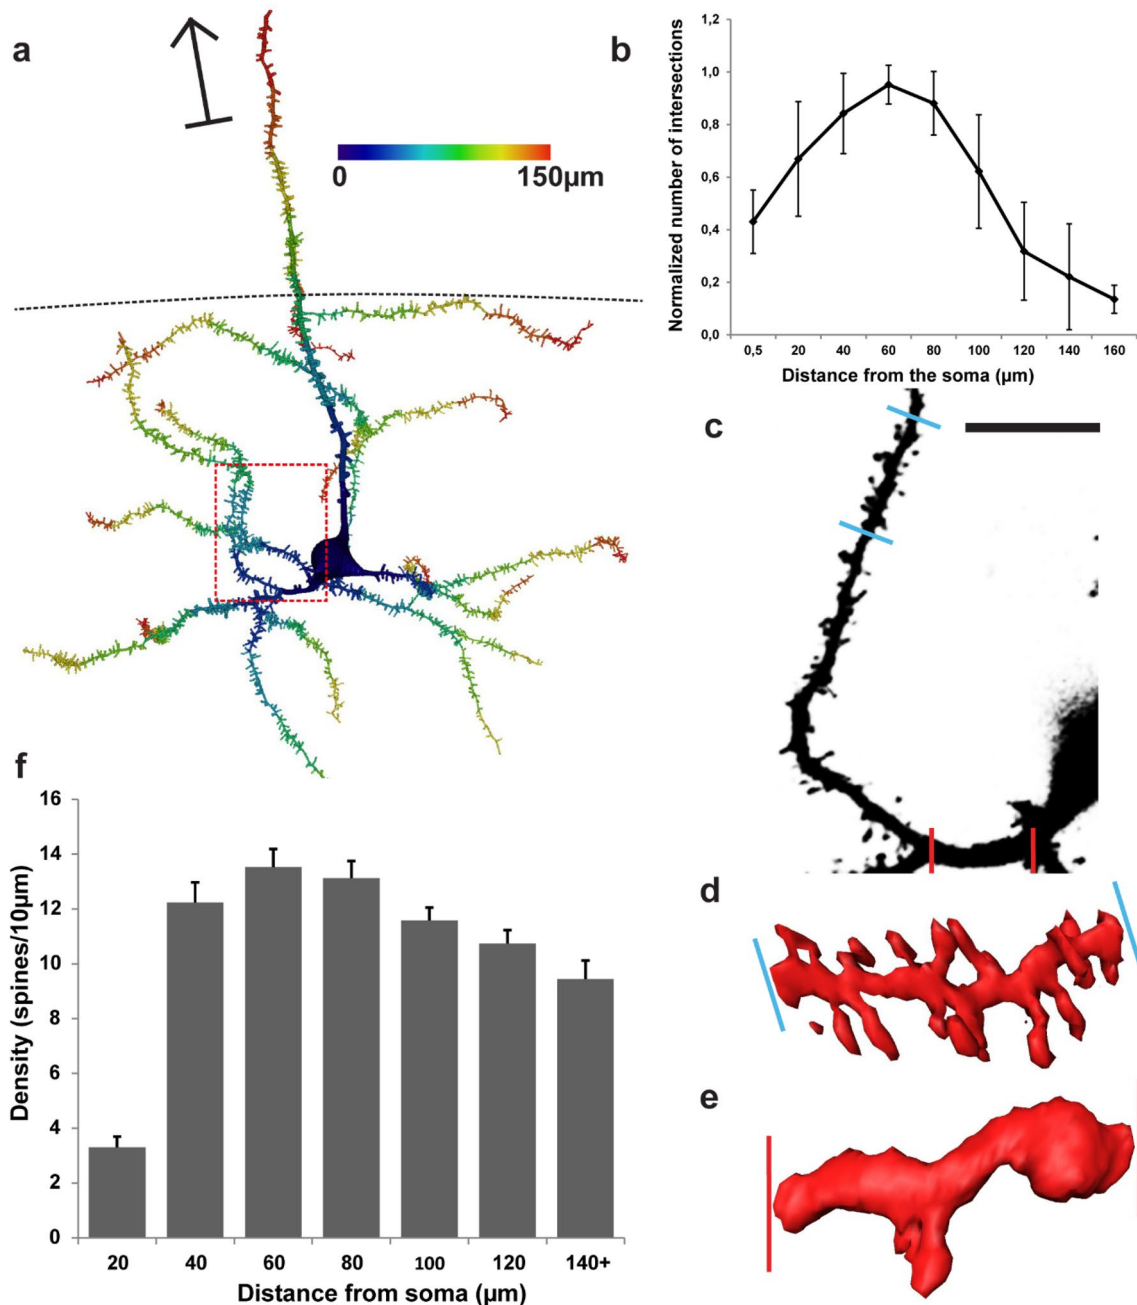 a
0
150µm
b
Normalized number of intersections
1,2
1,0
0,8
0,6
0,4
0,2
0,0
0,5 20 40 60 80 100 120 140 160
Distance from the soma (µm)
c
d
e
f
Density (spines/10µm)
16
14
12
10
8
6
4
2
0
20 40 60 80 100 120 140+
Distance from soma (µm)